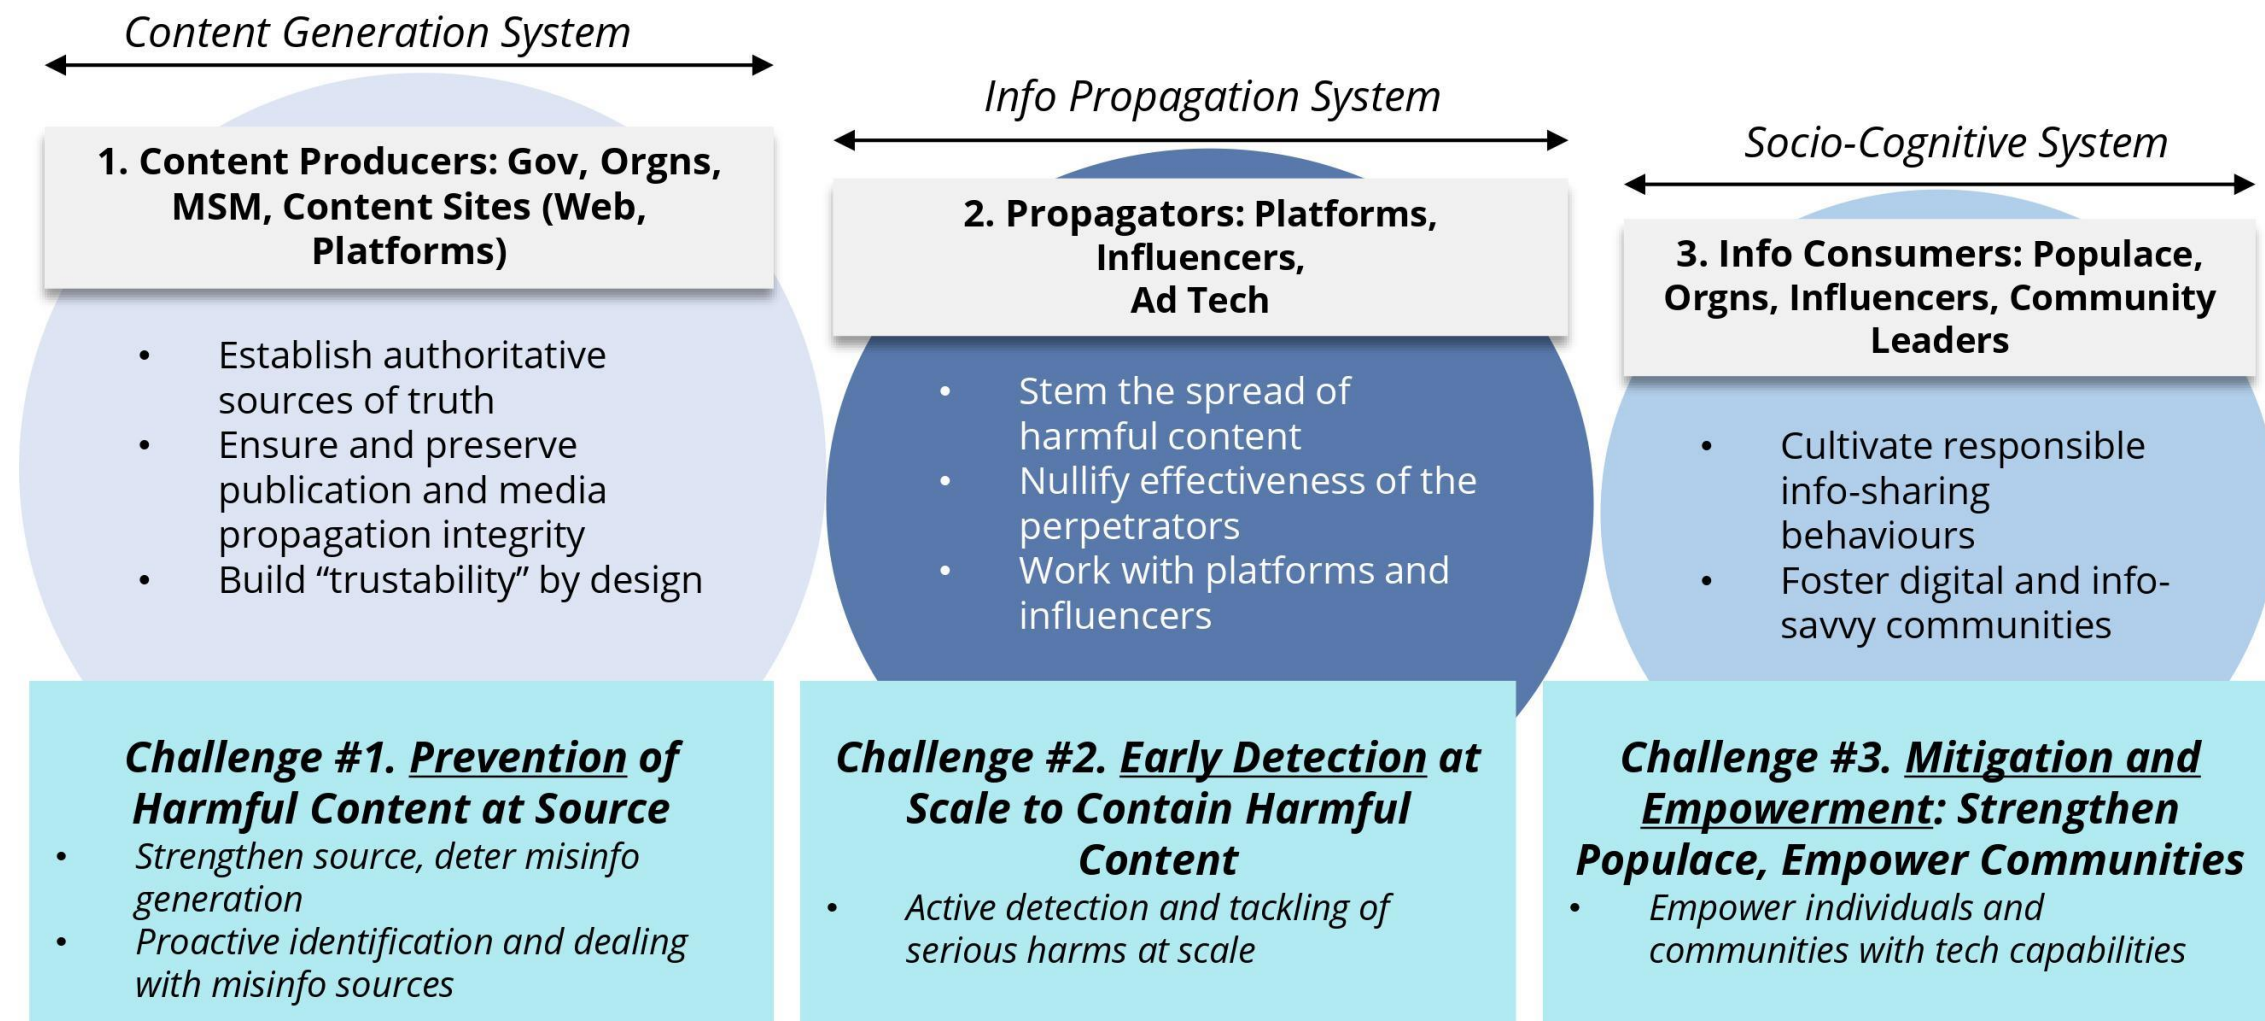 Content Generation System
1. Content Producers: Gov, Orgns,
MSM, Content Sites (Web,
Platforms)
• Establish authoritative
sources of truth
• Ensure and preserve
publication and media
propagation integrity
• Build “trustability” by design
Challenge #1. Prevention of
Harmful Content at Source
• Strengthen source, deter misinfo
generation
• Proactive identification and dealing
with misinfo sources
Info Propagation System
2. Propagators: Platforms,
Influencers,
Ad Tech
• Stem the spread of
harmful content
• Nullify effectiveness of the
perpetrators
• Work with platforms and
influencers
Challenge #2. Early Detection at
Scale to Contain Harmful
Content
• Active detection and tackling of
serious harms at scale
Socio-Cognitive System
3. Info Consumers: Populace,
Orgns, Influencers, Community
Leaders
• Cultivate responsible
info-sharing
behaviours
• Foster digital and info-
savvy communities
Challenge #3. Mitigation and
Empowerment: Strengthen
Populace, Empower Communities
• Empower individuals and
communities with tech capabilities